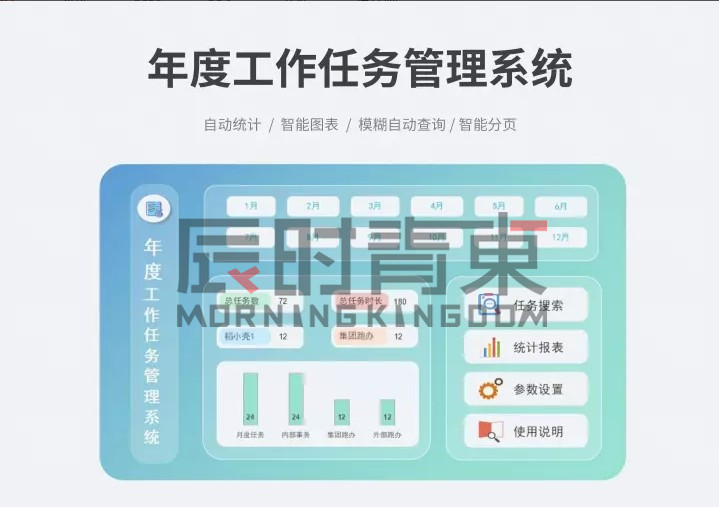 年度工作任务管理系统
自动统计 / 智能图表 / 模糊自动查询 / 智能分页
年度工作任务管理系统
1月 2月 3月 4月 5月 6月
7月 8月 9月 10月 11月 12月
辰时青東
MORNINGKINGDOM
总任务数 72 总任务时长 180
稻小壳1 12 集团跑办 12
24 24 12 12
月度任务 内部事务 集团跑办 外部跑办
任务搜索
统计报表
参数设置
使用说明